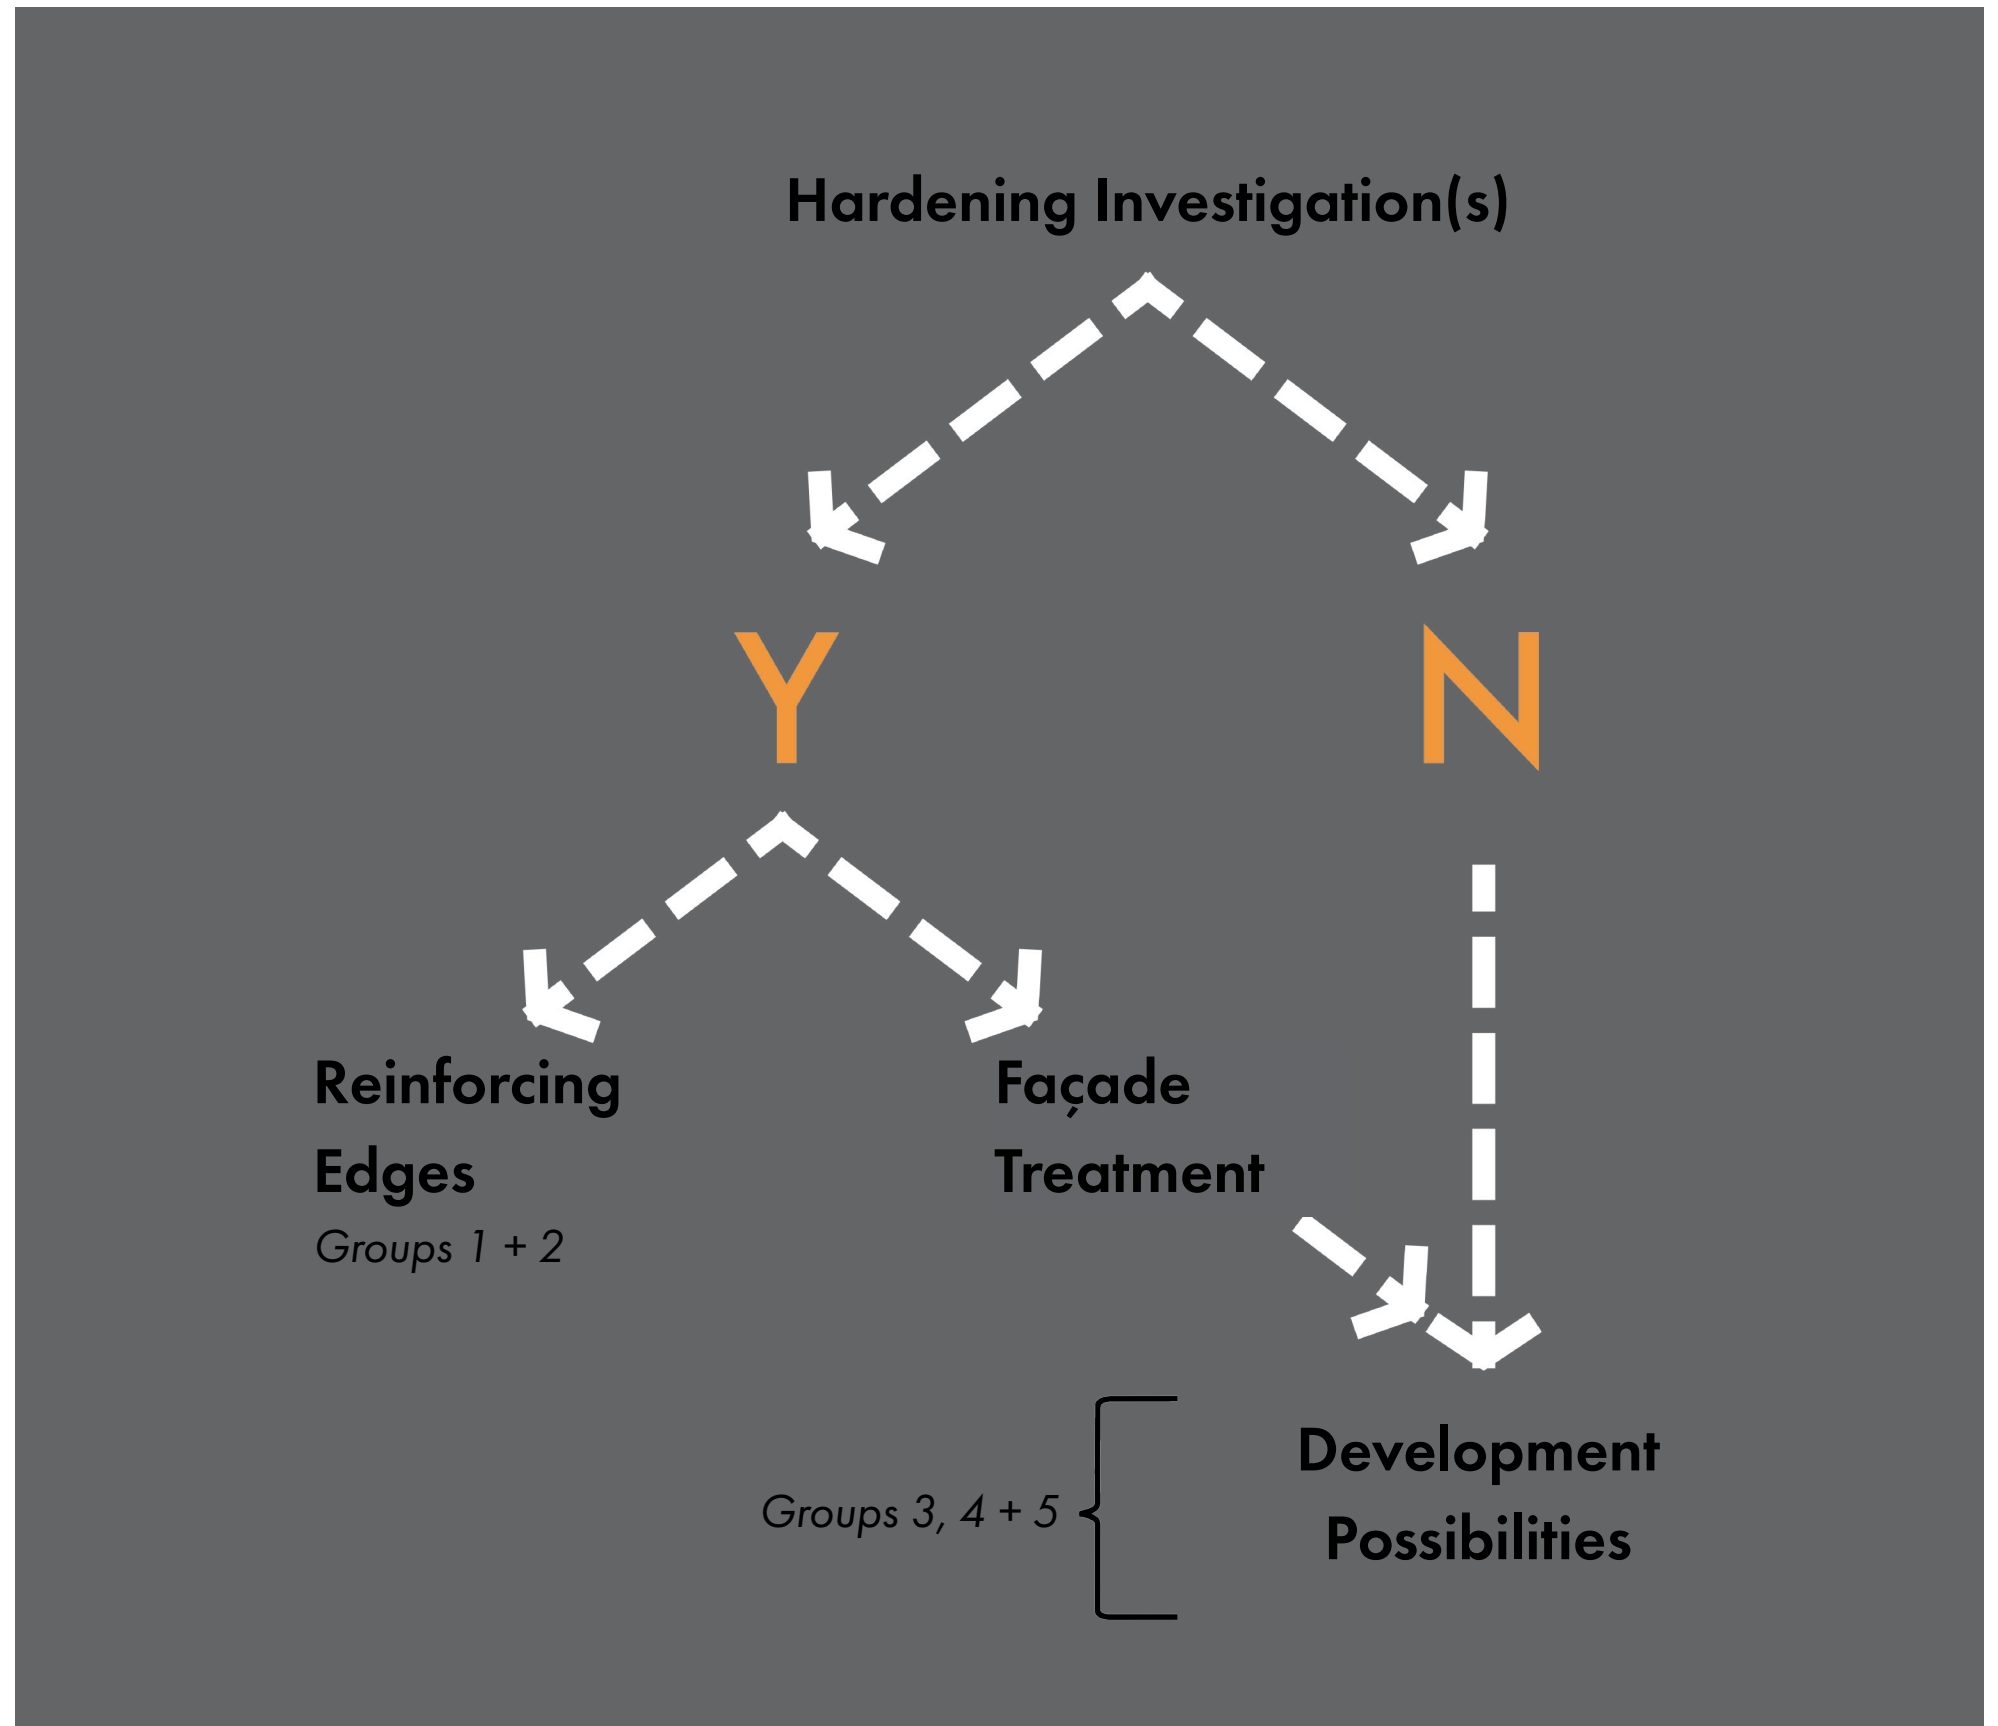 Hardening Investigation(s)
Y
N
Reinforcing
Edges
Groups 1 + 2
Façade
Treatment
Groups 3, 4 + 5
Development
Possibilities